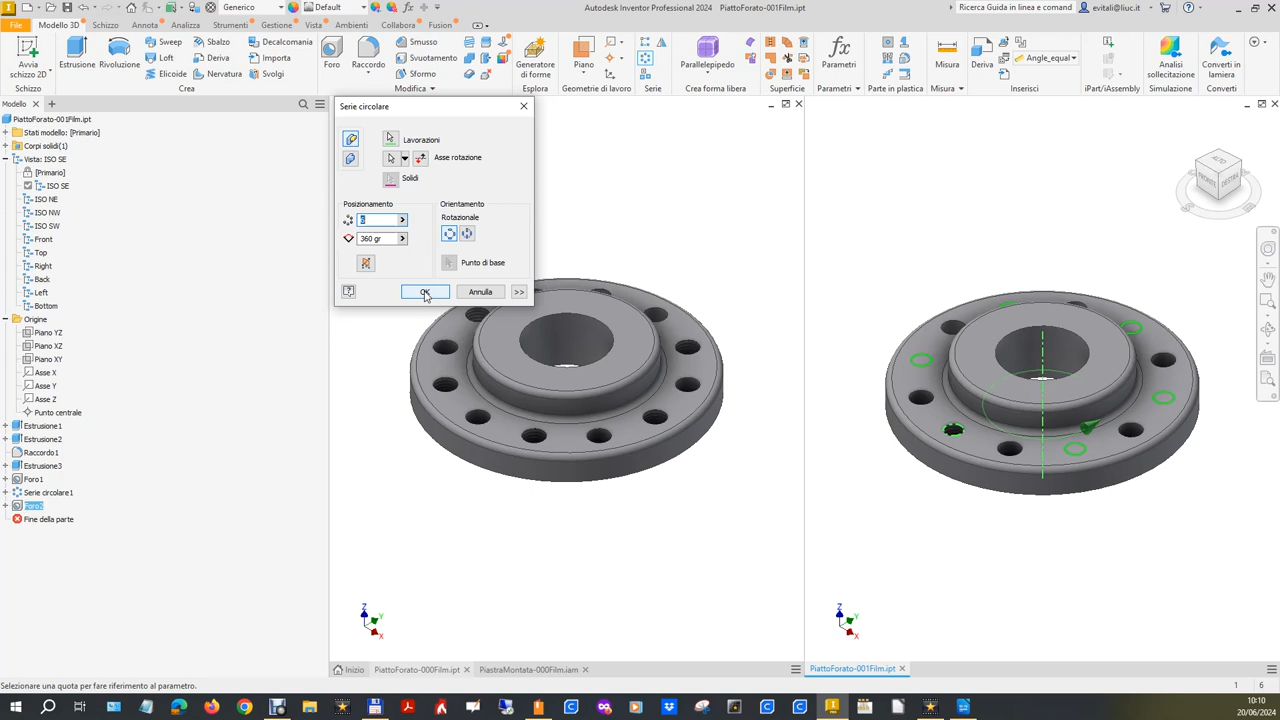 Generico
Default
Autodesk Inventor Professional 2024 PiattoForato-001Film.ipt
Ricerca Guida in linea e comand
evitali@liuc.it
File
Modello 3D
Schizzo
Annota
Analizza
Strumenti
Gestione
Vista
Ambienti
Collabora
Fusion
Avvia
schizzo 2D
Estrusione
Rivoluzione
Sweep
Loft
Elicoide
Sbalzo
Deriva
Nervatura
Decalcomania
Importa
Svolgi
Foro
Raccordo
Smusso
Svuotamento
Sformo
Generatore
di forme
Piano
Parallelepipedo
fx
Parametri
Misura
Deriva
Angle_equal
Analisi
sollecitazione
Converti in
lamiera
Schizzo
Crea
Modifica
Esplora
Geometrie di lavoro
Serie
Crea forma libera
Superficie
Parametri
Parte in plastica
Misura
Inserisci
iPart/iAssembly
Simulazione
Converti
Modello
PiattoForato-001Film.ipt
Stati modello: [Primario]
Corpi solidi(1)
Vista: ISO SE
[Primario]
ISO SE
ISO NE
ISO NW
ISO SW
Front
Top
Right
Back
Left
Bottom
Origine
Piano YZ
Piano XZ
Piano XY
Asse X
Asse Y
Asse Z
Punto centrale
Estrusione1
Estrusione2
Raccordo1
Estrusione3
Foro1
Serie circolare1
Foro2
Fine della parte
Serie circolare
Lavorazioni
Asse rotazione
Solidi
Posizionamento
Orientamento
Rotazionale
6
360 gr
Punto di base
OK
Annulla
>>
ALTO
FRONTE
DESTRA
Z
Y
X
Z
Y
X
Inizio
PiattoForato-000Film.ipt
PiastraMontata-000Film.iam
PiattoForato-001Film.ipt
Selezionare una quota per fare riferimento al parametro.
1
6
10:10
20/06/2024